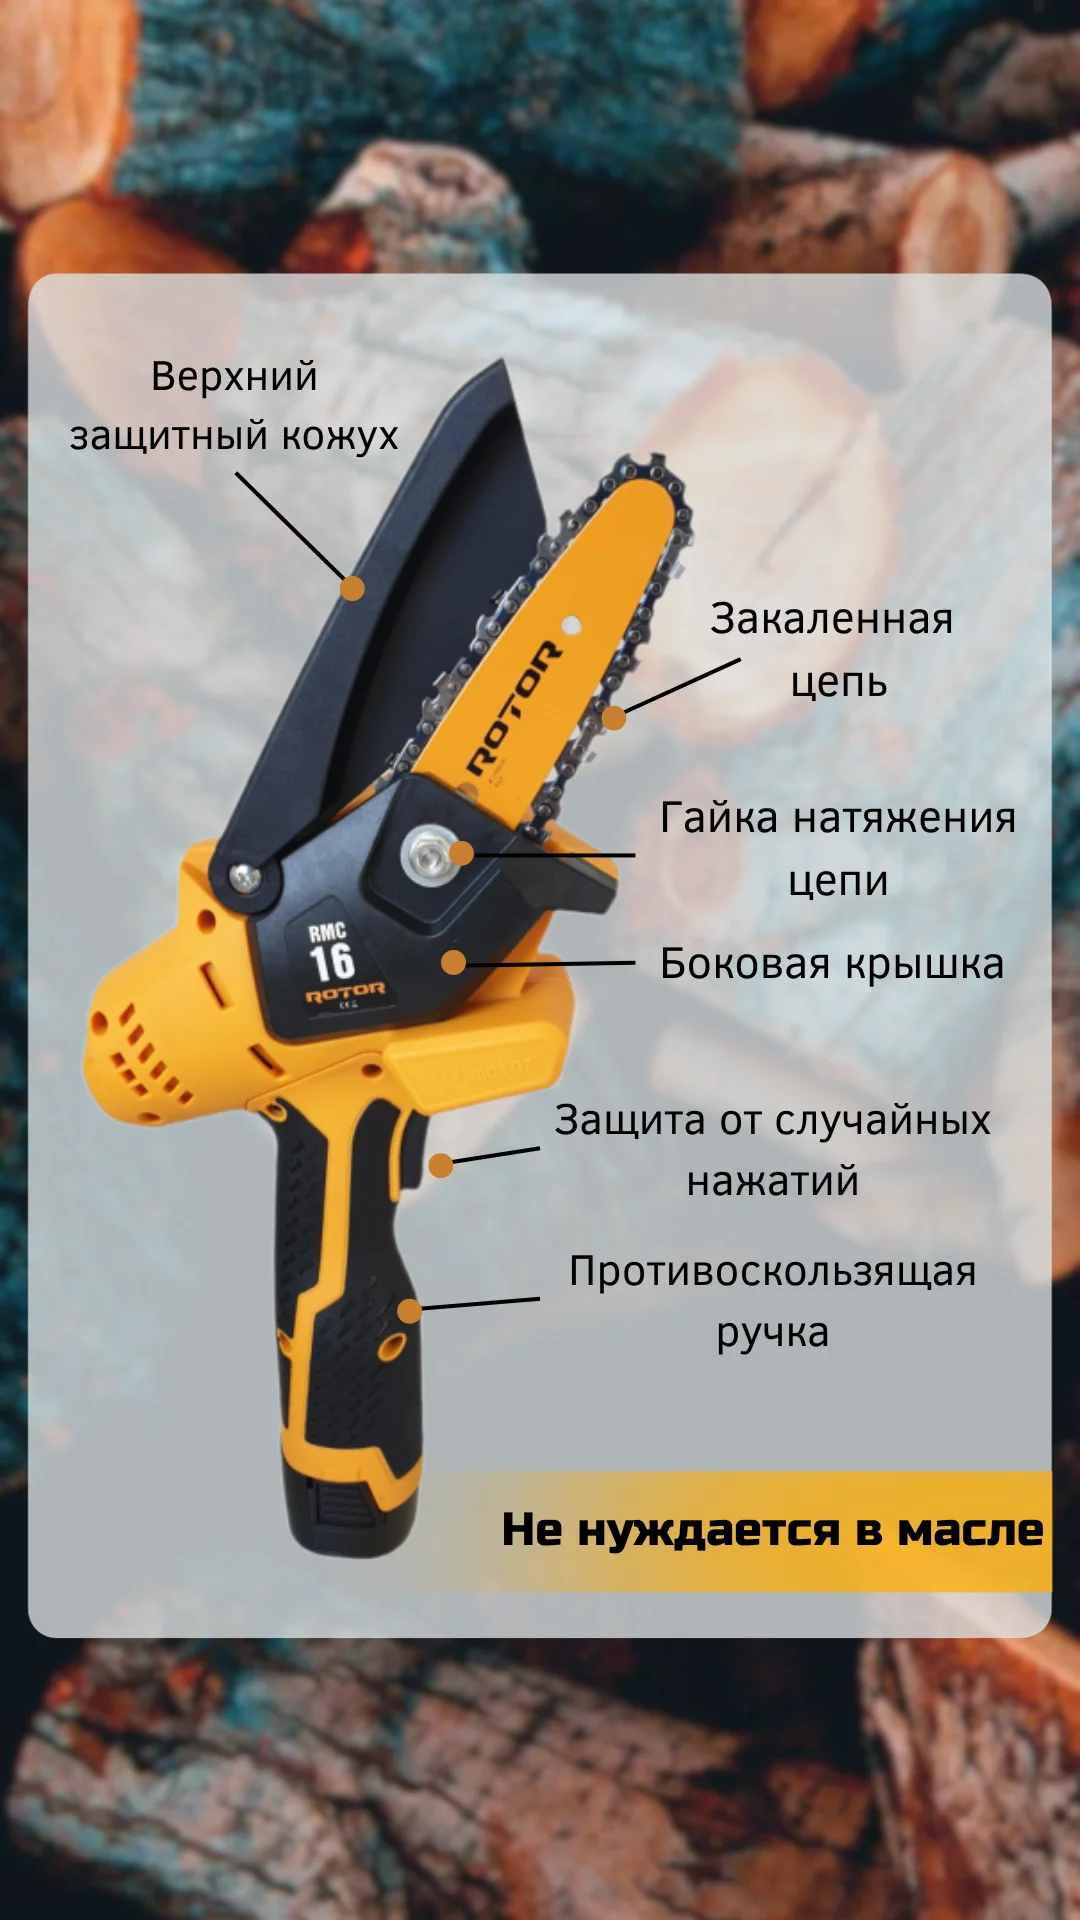 Верхний
защитный кожух
Закаленная
цепь
ROTOR
Гайка натяжения
цепи
RMC
16
ROTOR
Боковая крышка
motor
Защита от случайных
нажатий
Противоскользящая
ручка
Не нуждается в масле